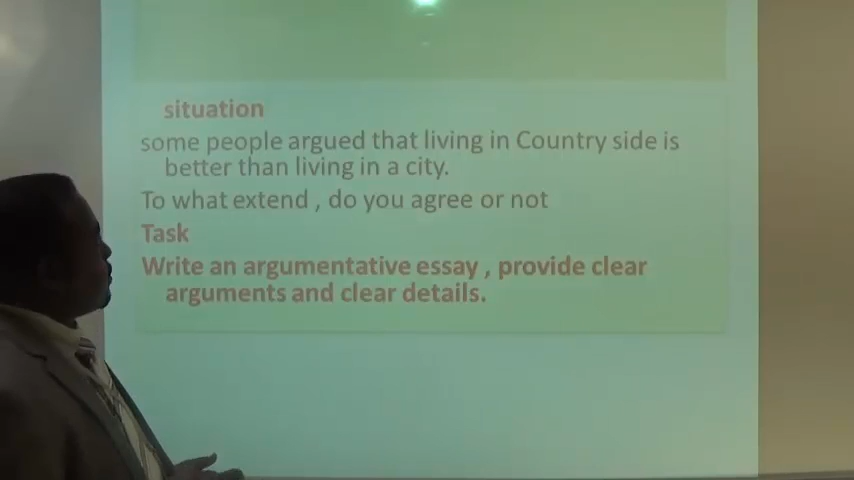 situation
some people argued that living in Country side is
better than living in a city.
To what extend , do you agree or not
Task
Write an argumentative essay , provide clear
arguments and clear details.